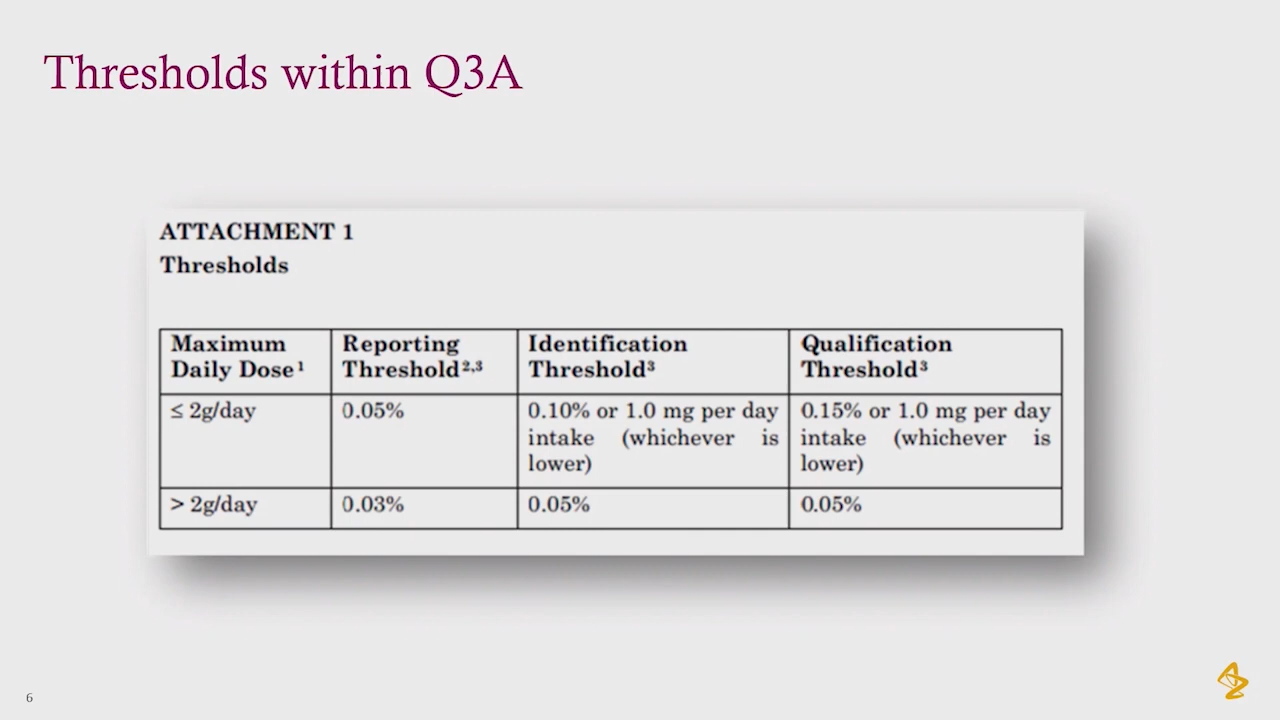 Thresholds within Q3A
ATTACHMENT 1
Thresholds
Maximum
Daily Dose¹
Reporting
Threshold²,³
Identification
Threshold³
Qualification
Threshold³
≤ 2g/day
0.05%
0.10% or 1.0 mg per day
intake (whichever is
lower)
0.15% or 1.0 mg per day
intake (whichever is
lower)
> 2g/day
0.03%
0.05%
0.05%
6